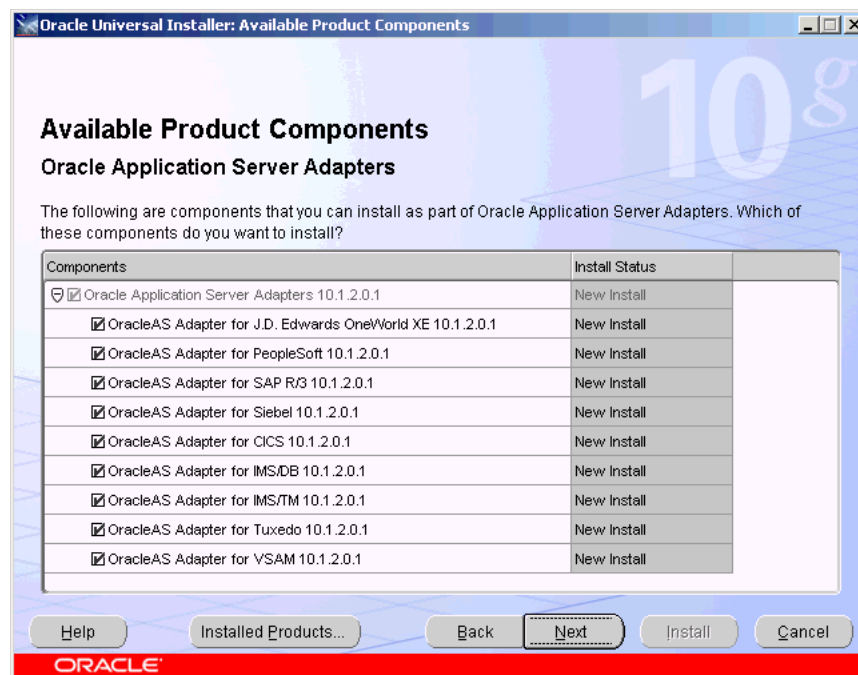 Oracle Universal Installer: Available Product Components
10g
Available Product Components
Oracle Application Server Adapters
The following are components that you can install as part of Oracle Application Server Adapters. Which of
these components do you want to install?
Components Install Status
Oracle Application Server Adapters 10.1.2.0.1 New Install
OracleAS Adapter for J.D. Edwards OneWorld XE 10.1.2.0.1 New Install
OracleAS Adapter for PeopleSoft 10.1.2.0.1 New Install
OracleAS Adapter for SAP R/3 10.1.2.0.1 New Install
OracleAS Adapter for Siebel 10.1.2.0.1 New Install
OracleAS Adapter for CICS 10.1.2.0.1 New Install
OracleAS Adapter for IMS/DB 10.1.2.0.1 New Install
OracleAS Adapter for IMS/TM 10.1.2.0.1 New Install
OracleAS Adapter for Tuxedo 10.1.2.0.1 New Install
OracleAS Adapter for VSAM 10.1.2.0.1 New Install
Help Installed Products... Back Next Install Cancel
ORACLE